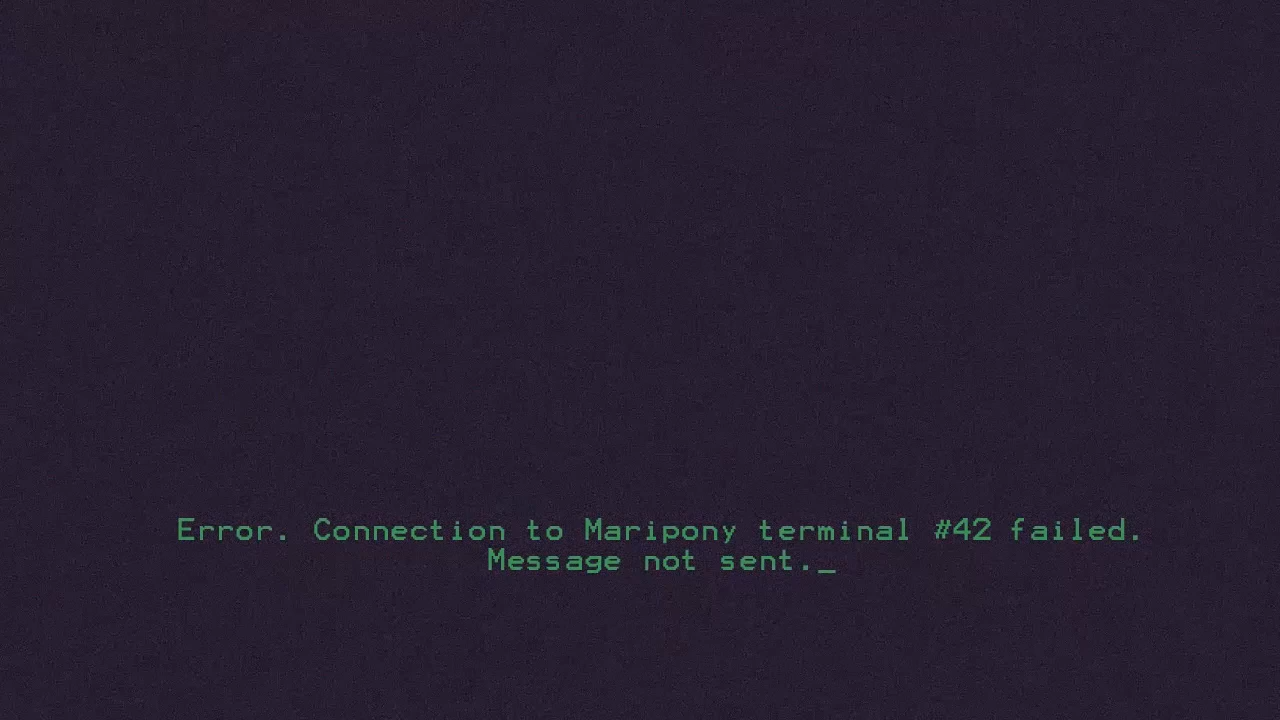 Error. Connection to Maripony terminal #42 failed.
Message not sent._